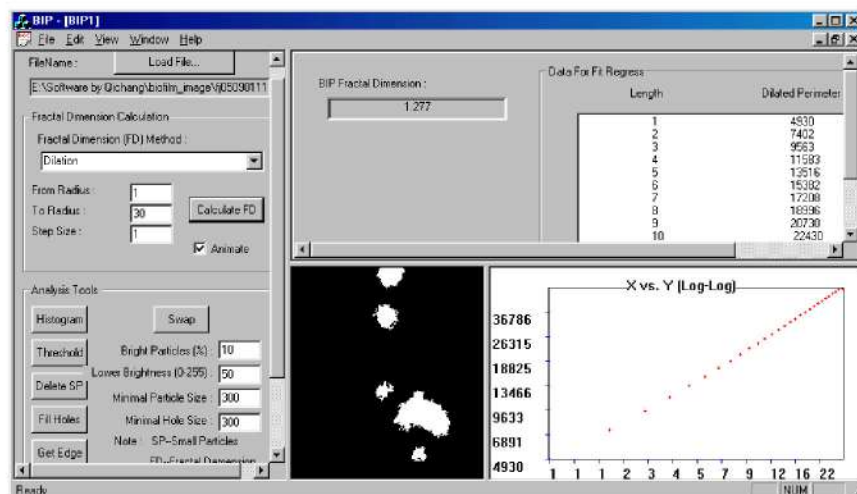 BIP - [BIP1]
File Edit View Window Help
FileName :
Load File...
E:\Software by Qichang\biofilm_image\fj05090111
Fractal Dimension Calculation
Fractal Dimension (FD) Method :
Dilation
From Radius : 1
To Radius : 30
Step Size : 1
Calculate FD
Animate
Analysis Tools
Histogram
Swap
Threshold
Bright Particles (%) : 10
Lower Brightness (0-255) : 50
Delete SP
Minimal Particle Size : 300
Fill Holes
Minimal Hole Size : 300
Note : SP--Small Particles
Get Edge
FD--Fractal Damension
BIP Fractal Dimension :
1.277
Data For Fit Regress
Length Dilated Perimeter
1 4930
2 7402
3 9563
4 11583
5 13516
6 15382
7 17208
8 18996
9 20730
10 22430
X vs. Y (Log-Log)
36786
26315
18825
13466
9633
6891
4930
1 1 1 2 3 4 5 7 9 12 16 22
Ready
NUM